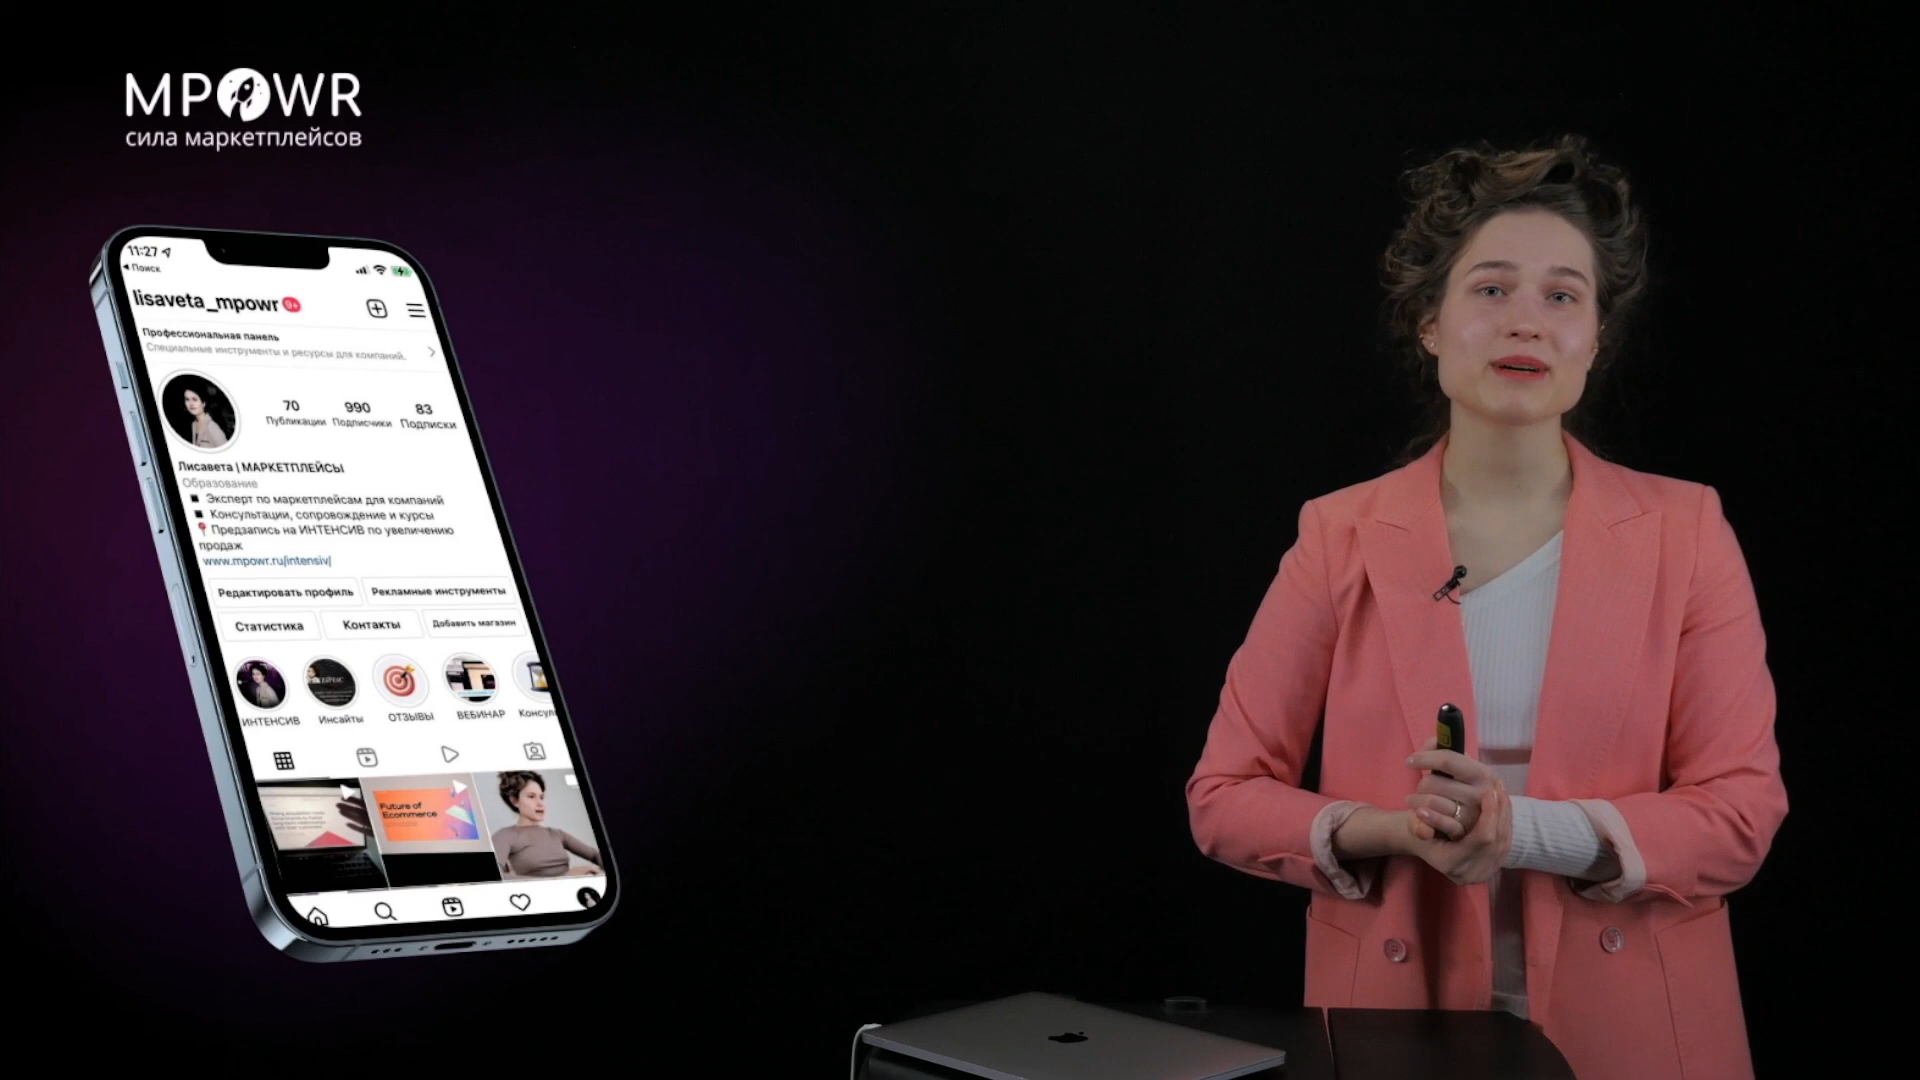 MPOWR
сила маркетплейсов
11:27
Поиск
lisaveta_mpowr 9+
Профессиональная панель
Специальные инструменты и ресурсы для компаний.
70 990 83
Публикации Подписчики Подписки
Лисавета | МАРКЕТПЛЕЙСЫ
Образование
Эксперт по маркетплейсам для компаний
Консультации, сопровождение и курсы
Предзапись на ИНТЕНСИВ по увеличению
продаж
www.mpowr.ru/intensiv/
Редактировать профиль Рекламные инструменты
Статистика Контакты Добавить магазин
ИНТЕНСИВ Инсайты ОТЗЫВЫ ВЕБИНАР Консул
Future of
Ecommerce